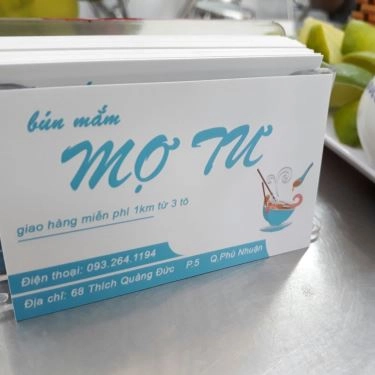 bún mắm
MỢ TƯ
giao hàng miễn phí 1km từ 3 tô
Điện thoại: 093.264.1194
Địa chỉ: 68 Thích Quảng Đức P.5 Q.Phú Nhuận